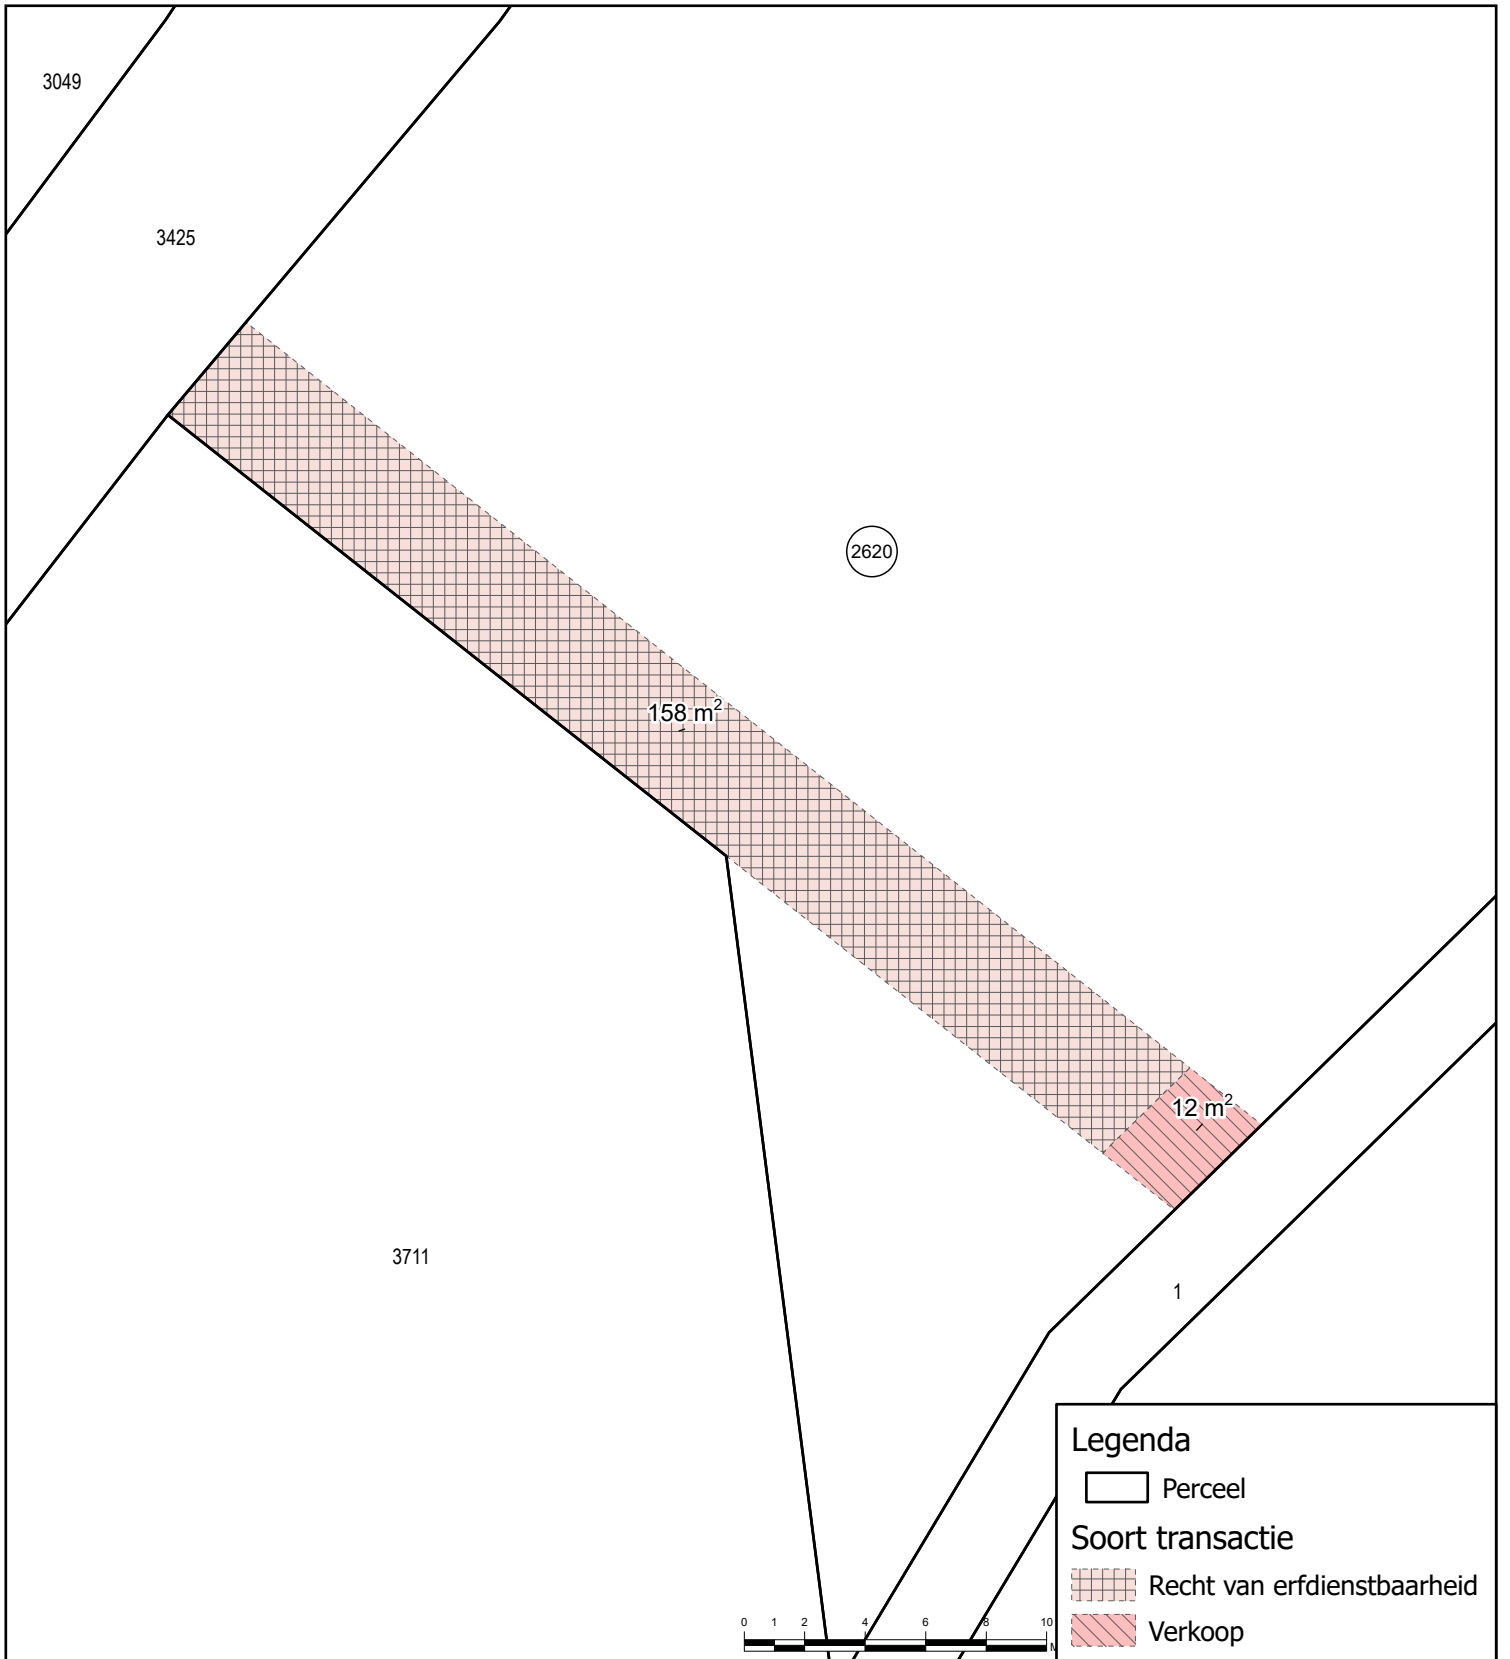 3049
3425
2620
158 m²
12 m²
3711
1
Legenda
Perceel
Soort transactie
Recht van erfdienstbaarheid
Verkoop
0 1 2 4 6 8 10